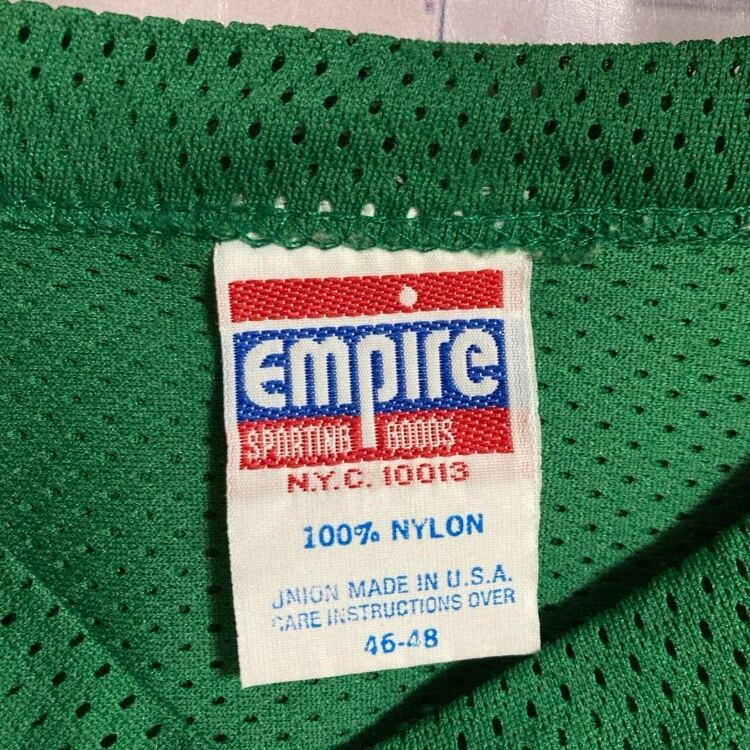 Empire
SPORTING GOODS
N.Y.C. 10013
100% NYLON
UNION MADE IN U.S.A.
CARE INSTRUCTIONS OVER
46-48